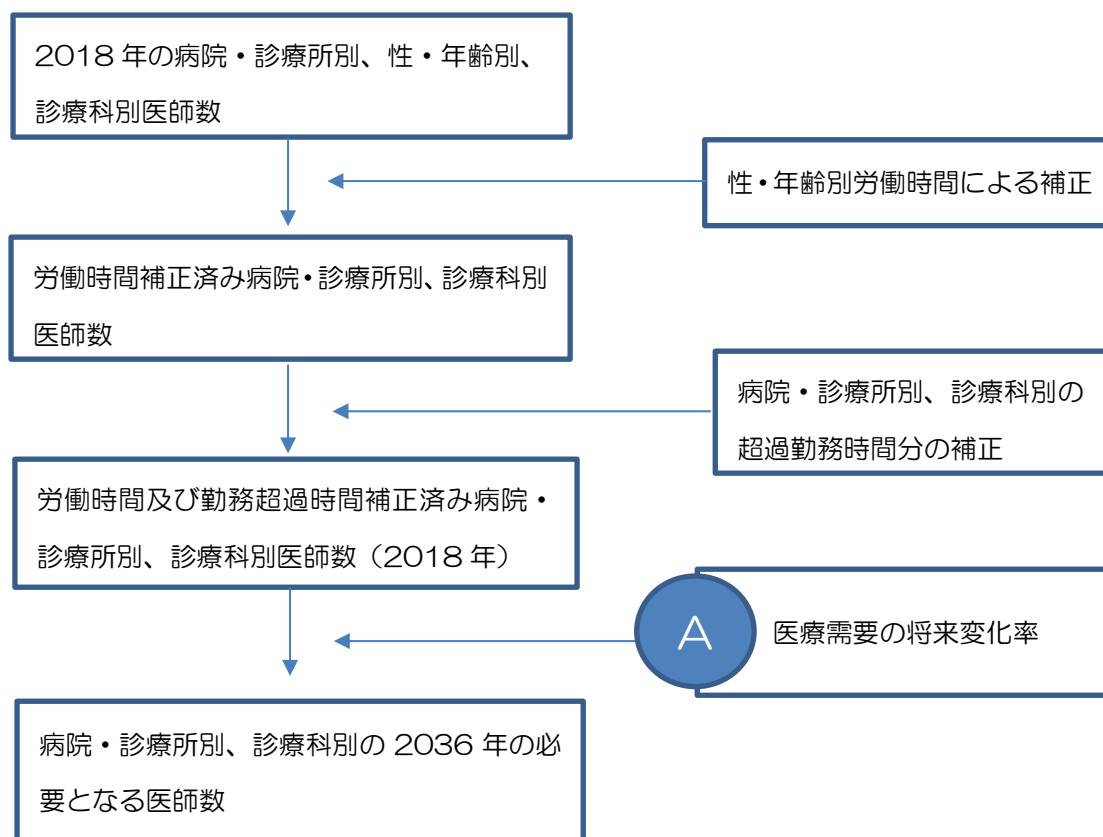 2018 年の病院・診療所別、性・年齢別、
診療科別医師数
性・年齢別労働時間による補正
労働時間補正済み病院・診療所別、診療科別
医師数
病院・診療所別、診療科別の
超過勤務時間分の補正
労働時間及び勤務超過時間補正済み病院・
診療所別、診療科別医師数（2018 年）
A
医療需要の将来変化率
病院・診療所別、診療科別の 2036 年の必
要となる医師数